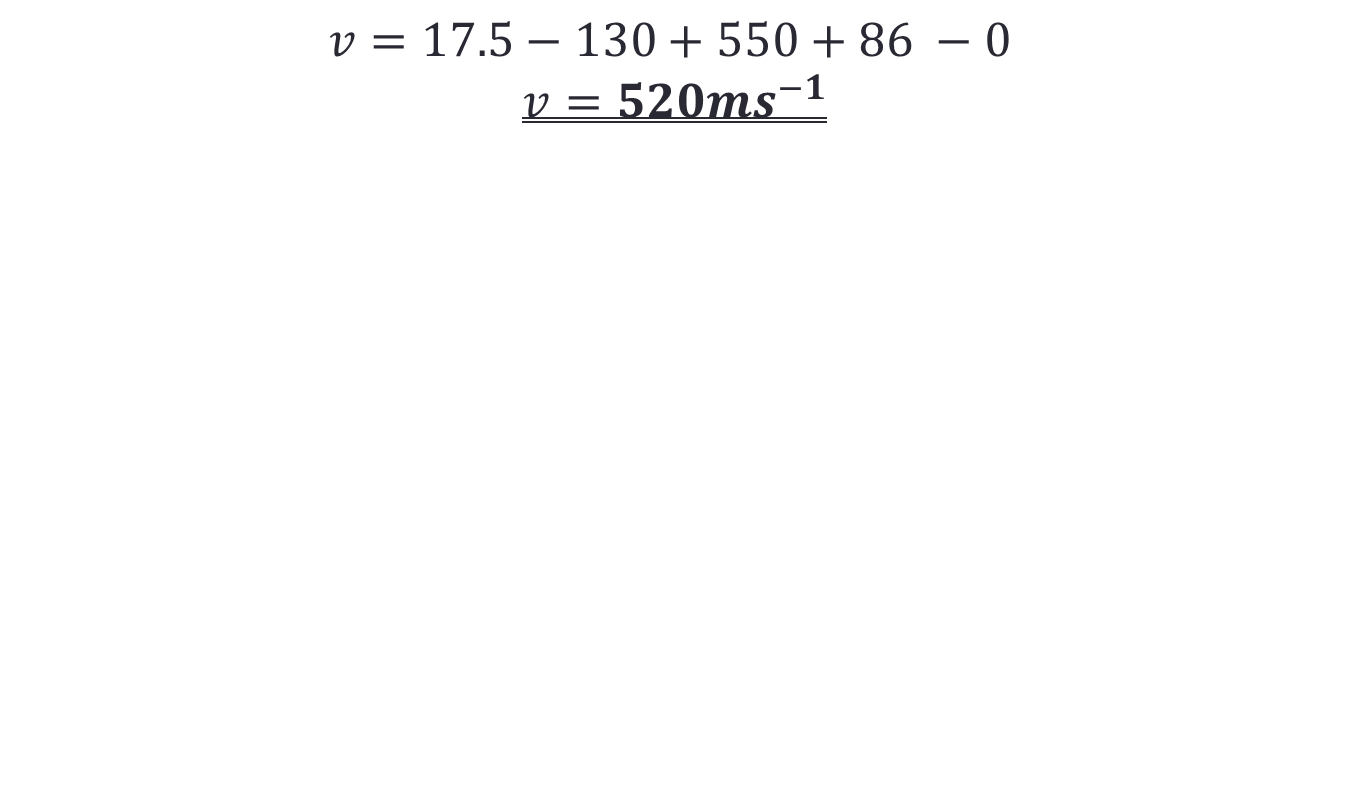 v = 17.5 − 130 + 550 + 86 − 0
v = 520ms⁻¹